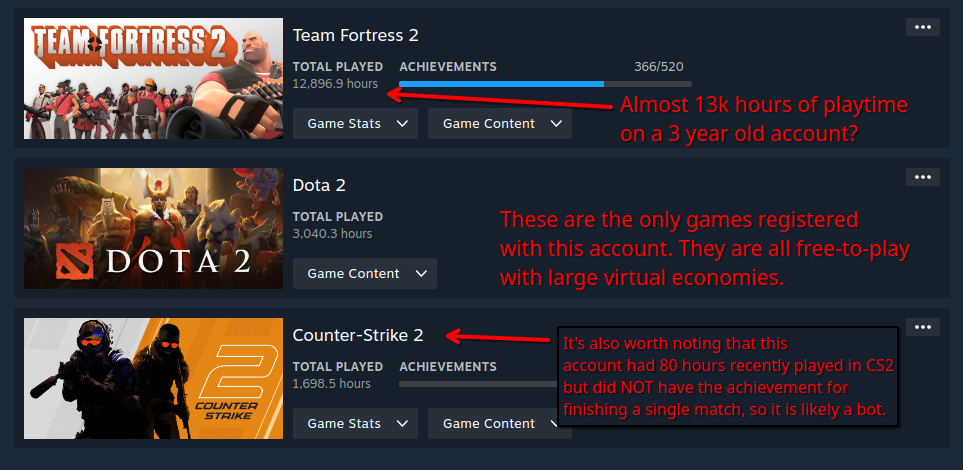 TEAM FORTRESS 2
Team Fortress 2
TOTAL PLAYED
12,896.9 hours
ACHIEVEMENTS
366/520
Game Stats
Game Content
Almost 13k hours of playtime
on a 3 year old account?
DOTA 2
Dota 2
TOTAL PLAYED
3,040.3 hours
Game Content
These are the only games registered
with this account. They are all free-to-play
with large virtual economies.
2
COUNTER
STRIKE
Counter-Strike 2
TOTAL PLAYED
1,698.5 hours
ACHIEVEMENTS
Game Stats
Game Content
It's also worth noting that this
account had 80 hours recently played in CS2
but did NOT have the achievement for
finishing a single match, so it is likely a bot.